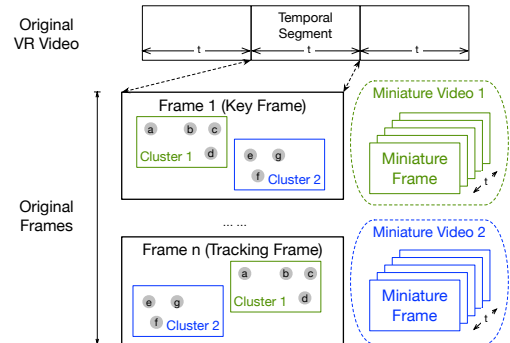 Original
VR Video
Temporal
Segment
t
t
t
Frame 1 (Key Frame)
a
b
c
d
Cluster 1
e
g
f
Cluster 2
Miniature Video 1
Miniature
Frame
t
Original
Frames
... ...
Frame n (Tracking Frame)
a
b
c
d
Cluster 1
e
g
f
Cluster 2
Miniature Video 2
Miniature
Frame
t